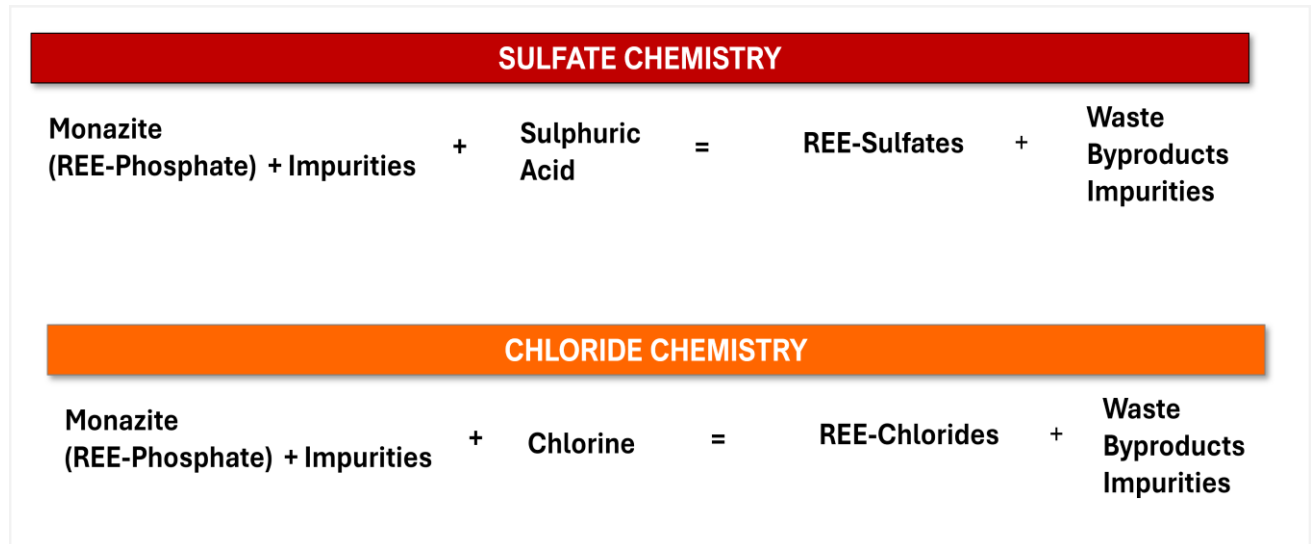 SULFATE CHEMISTRY
Monazite
(REE-Phosphate) + Impurities
+
Sulphuric
Acid
=
REE-Sulfates
+
Waste
Byproducts
Impurities
CHLORIDE CHEMISTRY
Monazite
(REE-Phosphate) + Impurities
+
Chlorine
=
REE-Chlorides
+
Waste
Byproducts
Impurities